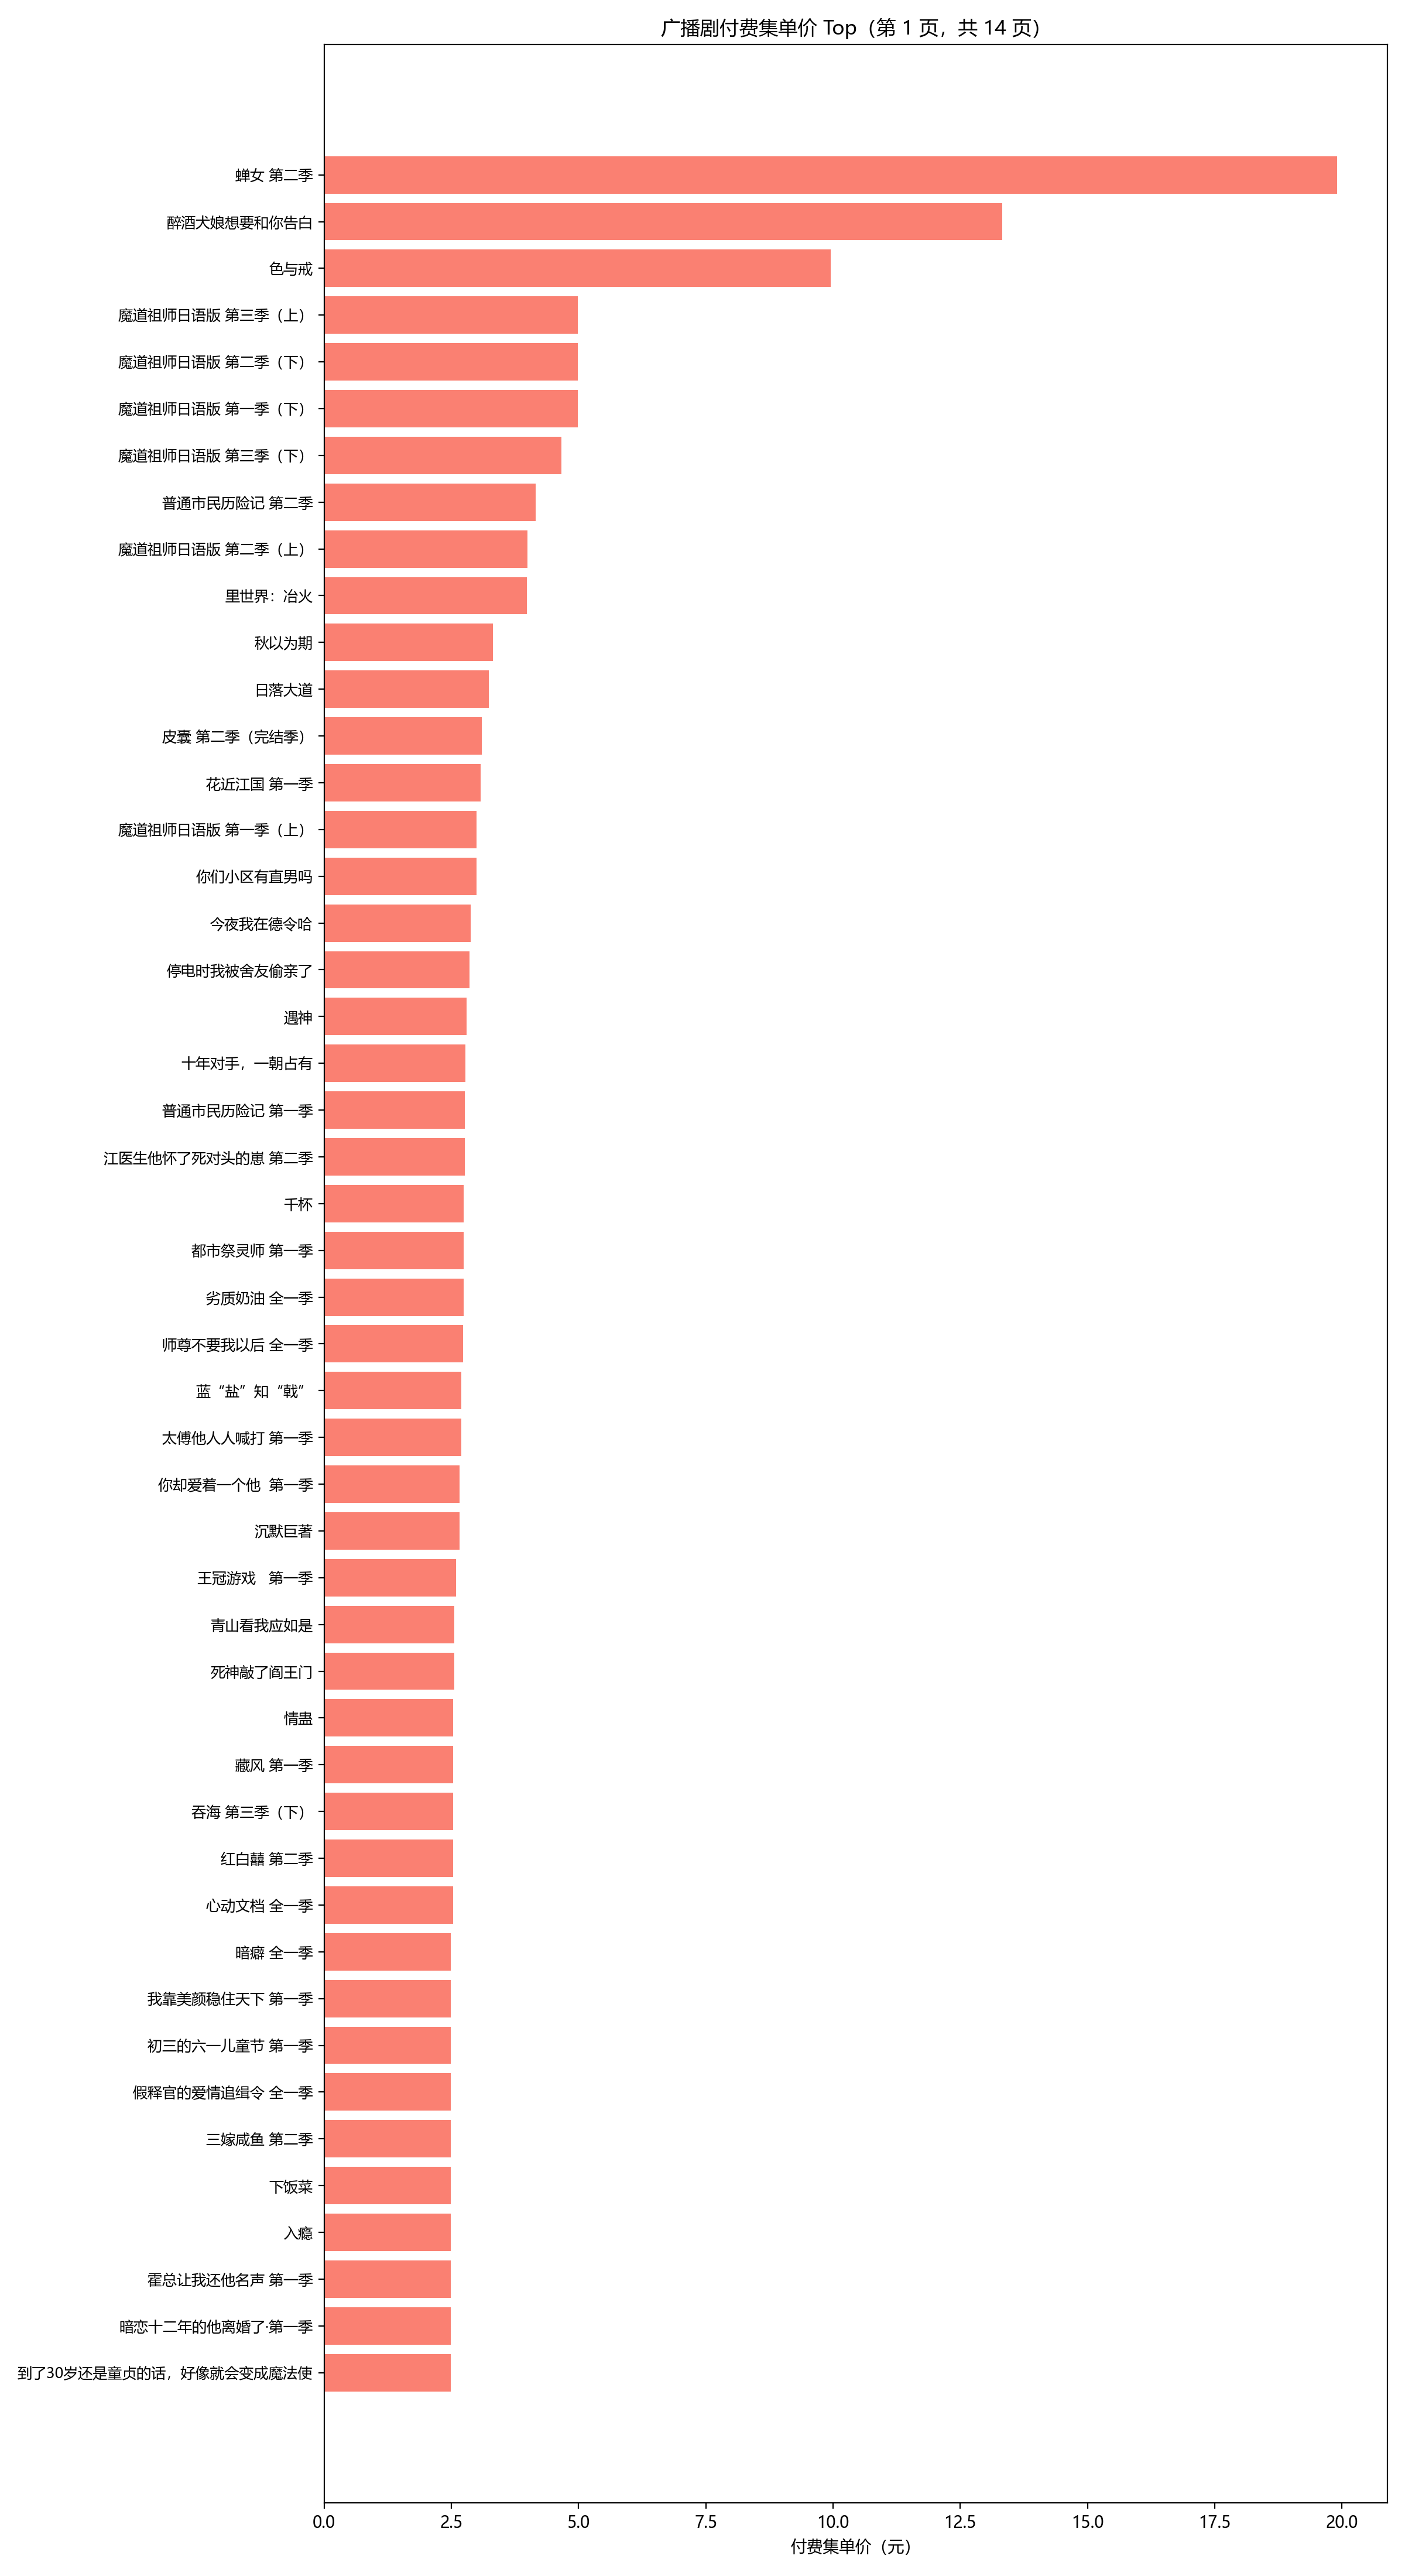 广播剧付费集单价 Top（第 1 页，共 14 页）
蝉女 第二季
醉酒犬娘想要和你告白
色与戒
魔道祖师日语版 第三季（上）
魔道祖师日语版 第二季（下）
魔道祖师日语版 第一季（下）
魔道祖师日语版 第三季（下）
普通市民历险记 第二季
魔道祖师日语版 第二季（上）
里世界：冶火
秋以为期
日落大道
皮囊 第二季（完结季）
花近江国 第一季
魔道祖师日语版 第一季（上）
你们小区有直男吗
今夜我在德令哈
停电时我被舍友偷亲了
遇神
十年对手，一朝占有
普通市民历险记 第一季
江医生他怀了死对头的崽 第二季
千杯
都市祭灵师 第一季
劣质奶油 全一季
师尊不要我以后 全一季
蓝“盐”知“戟”
太傅他人人喊打 第一季
你却爱着一个他  第一季
沉默巨著
王冠游戏   第一季
青山看我应如是
死神敲了阎王门
情蛊
藏风 第一季
吞海 第三季（下）
红白囍 第二季
心动文档 全一季
暗癖 全一季
我靠美颜稳住天下 第一季
初三的六一儿童节 第一季
假释官的爱情追缉令 全一季
三嫁咸鱼 第二季
下饭菜
入瘾
霍总让我还他名声 第一季
暗恋十二年的他离婚了·第一季
到了30岁还是童贞的话，好像就会变成魔法使
0.0 2.5 5.0 7.5 10.0 12.5 15.0 17.5 20.0
付费集单价（元）